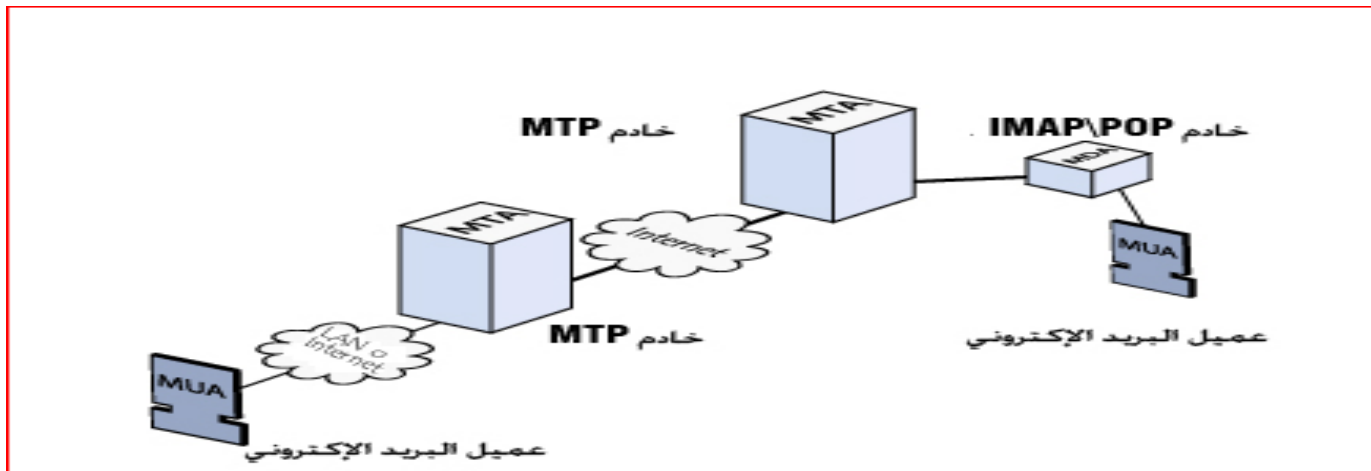 MTA
خادم MTP
خادم IMAP\POP .
MDA
MTA
Internet
MUA
خادم MTP
عميل البريد الإكتروني
LAN o
Internet
MUA
عميل البريد الإكتروني